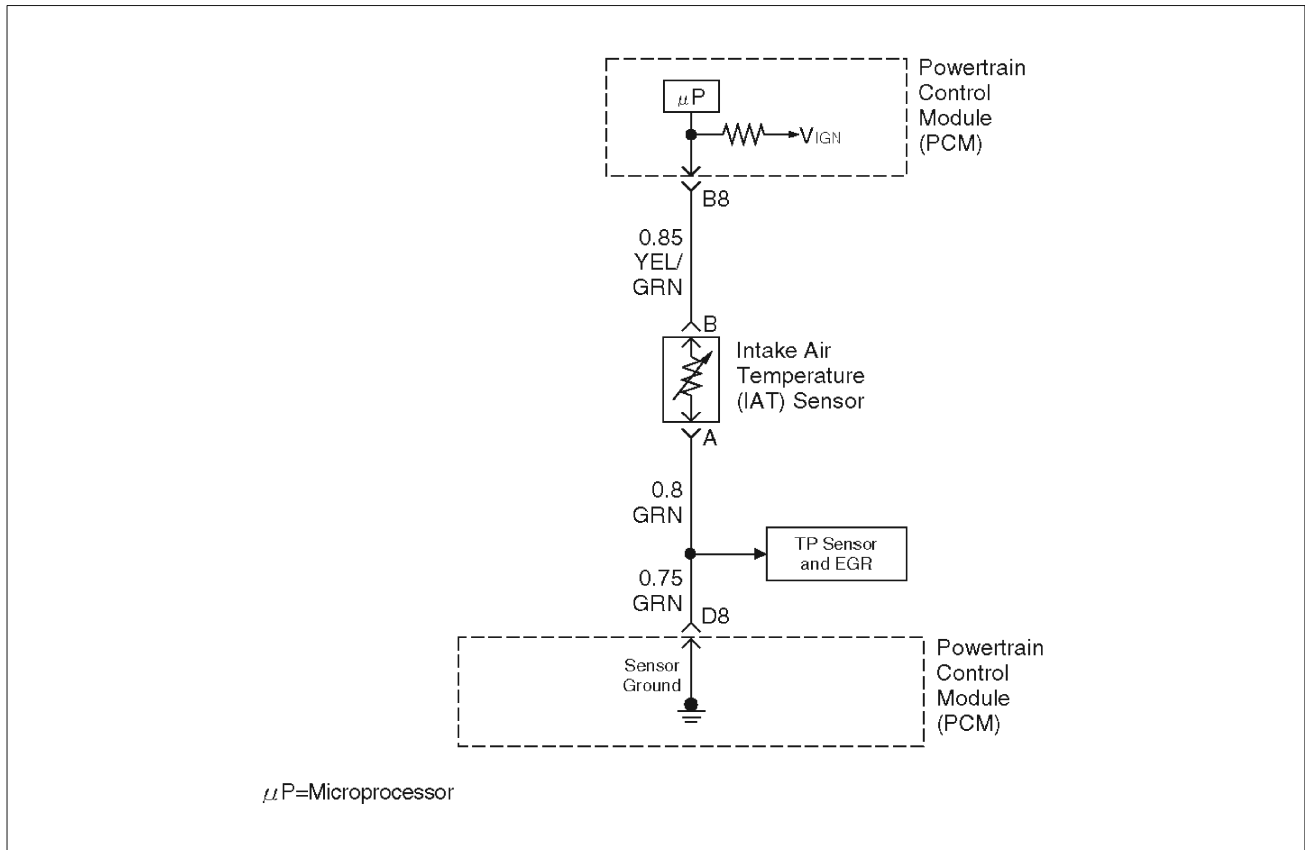 Powertrain
Control
Module
(PCM)
μP
VIGN
B8
0.85
YEL/
GRN
B
Intake Air
Temperature
(IAT) Sensor
A
0.8
GRN
TP Sensor
and EGR
0.75
GRN
D8
Sensor
Ground
Powertrain
Control
Module
(PCM)
μP=Microprocessor